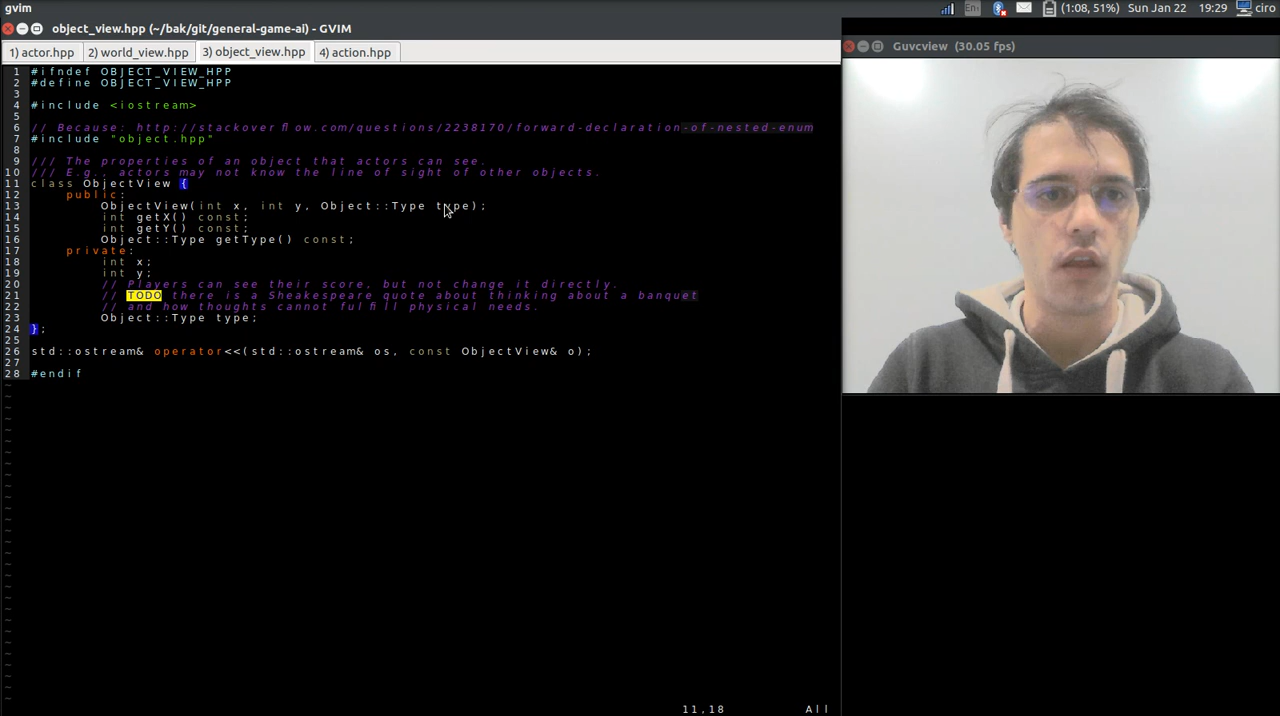 gvim
En (1:08, 51%) Sun Jan 22 19:29 ciro
object_view.hpp (~/bak/git/general-game-ai) - GVIM
1) actor.hpp 2) world_view.hpp 3) object_view.hpp 4) action.hpp
Guvcview (30.05 fps)
1 #ifndef OBJECT_VIEW_HPP
2 #define OBJECT_VIEW_HPP
3
4 #include <iostream>
5
6 // Because: http://stackoverflow.com/questions/2238170/forward-declaration-of-nested-enum
7 #include "object.hpp"
8
9 /// The properties of an object that actors can see.
10 /// E.g., actors may not know the line of sight of other objects.
11 class ObjectView {
12 public:
13 ObjectView(int x, int y, Object::Type type);
14 int getX() const;
15 int getY() const;
16 Object::Type getType() const;
17 private:
18 int x;
19 int y;
20 // Players can see their score, but not change it directly.
21 // TODO there is a Sheakespeare quote about thinking about a banquet
22 // and how thoughts cannot fulfill physical needs.
23 Object::Type type;
24 };
25
26 std::ostream& operator<<(std::ostream& os, const ObjectView& o);
27
28 #endif
11,18 All